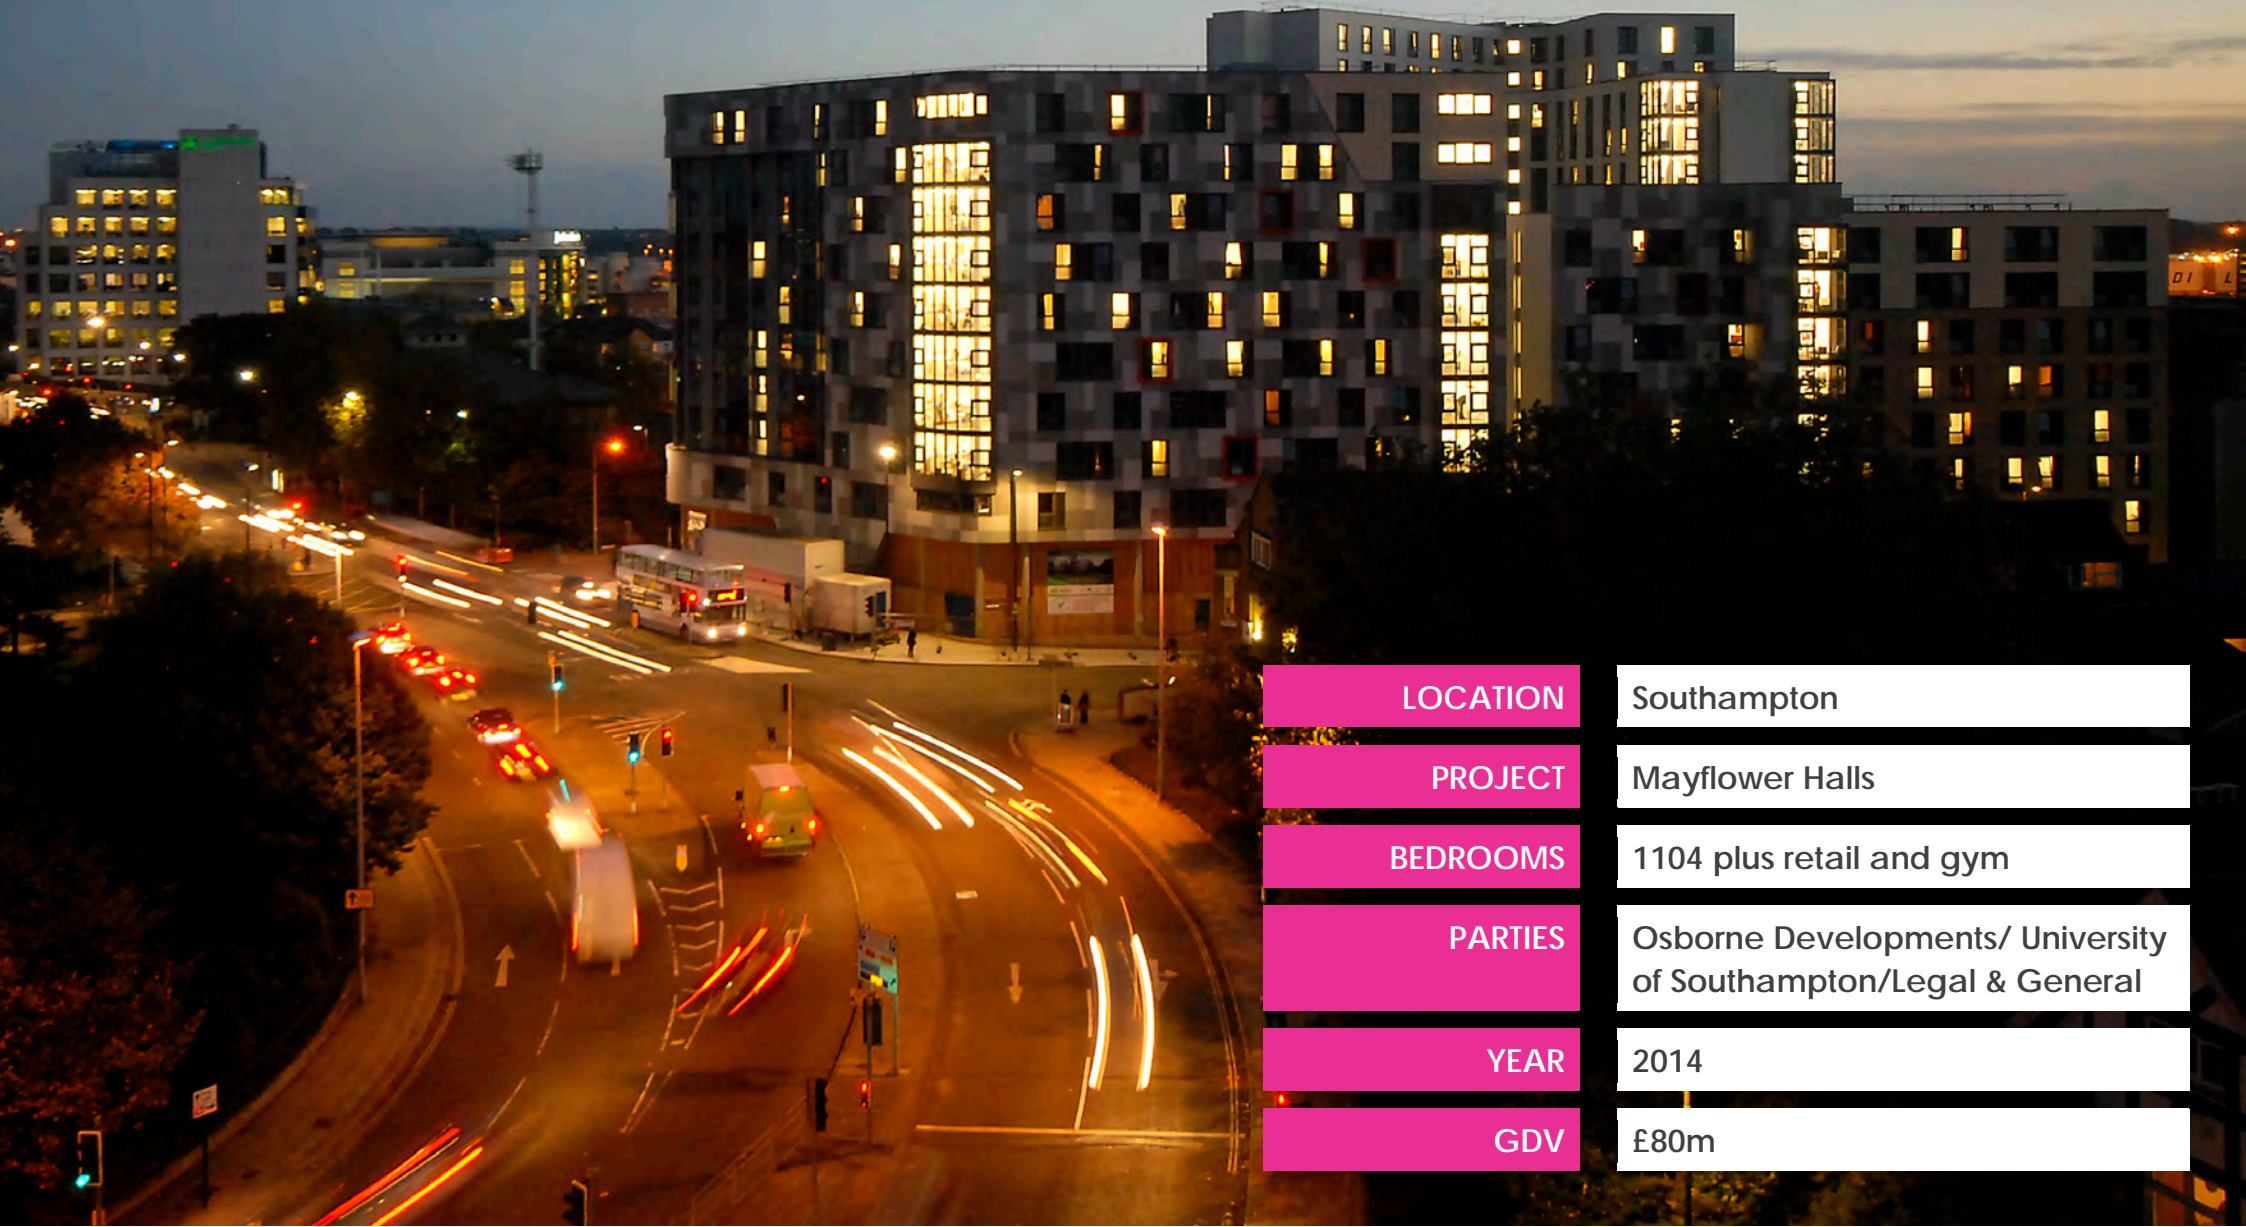 LOCATION
Southampton
PROJECT
Mayflower Halls
BEDROOMS
1104 plus retail and gym
PARTIES
Osborne Developments/ University
of Southampton/Legal & General
YEAR
2014
GDV
£80m